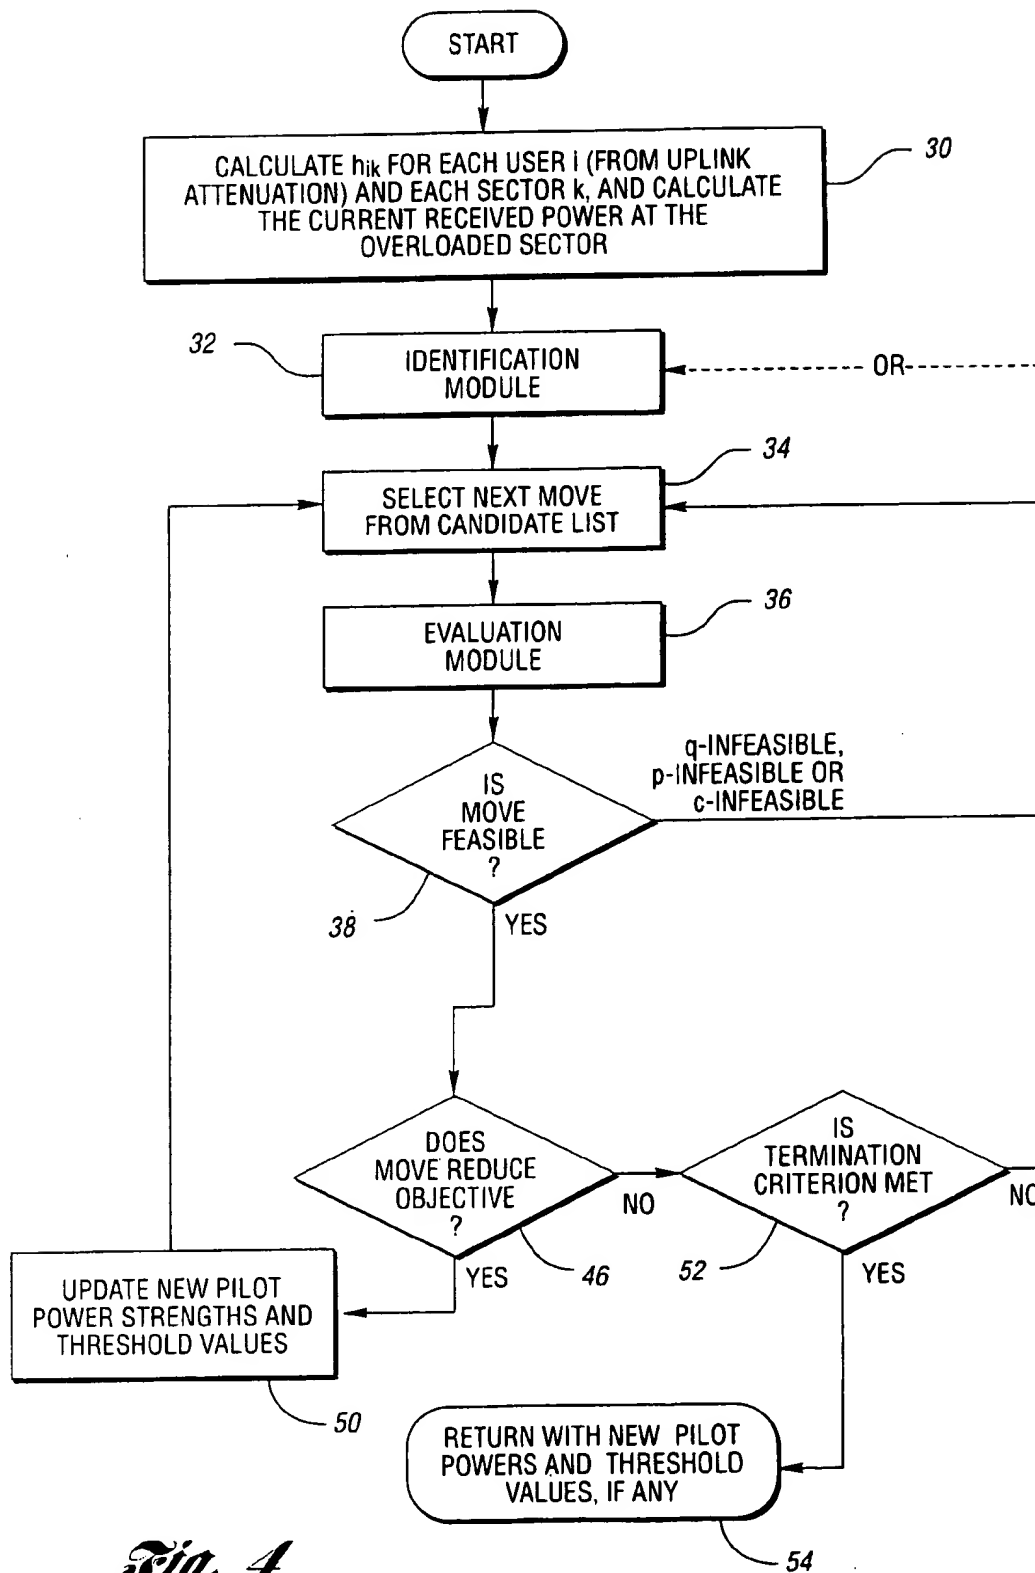 START
CALCULATE hik FOR EACH USER i (FROM UPLINK
ATTENUATION) AND EACH SECTOR k, AND CALCULATE
THE CURRENT RECEIVED POWER AT THE
OVERLOADED SECTOR
30
32
IDENTIFICATION
MODULE
OR
34
SELECT NEXT MOVE
FROM CANDIDATE LIST
36
EVALUATION
MODULE
q-INFEASIBLE,
p-INFEASIBLE OR
c-INFEASIBLE
IS
MOVE
FEASIBLE
?
38
YES
DOES
MOVE REDUCE
OBJECTIVE
?
NO
IS
TERMINATION
CRITERION MET
?
NO
46
52
YES
YES
UPDATE NEW PILOT
POWER STRENGTHS AND
THRESHOLD VALUES
50
RETURN WITH NEW PILOT
POWERS AND THRESHOLD
VALUES, IF ANY
54
Fig. 4